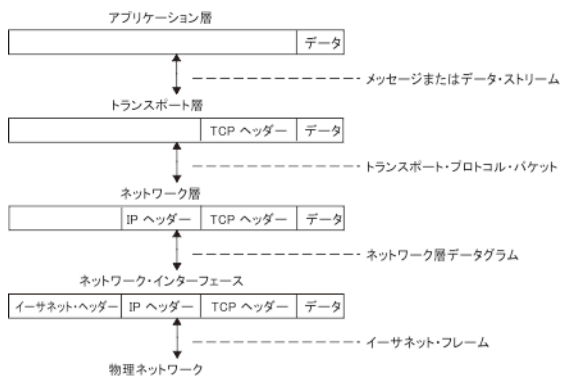 アプリケーション層
データ
メッセージまたはデータ・ストリーム
トランスポート層
TCP ヘッダー データ
トランスポート・プロトコル・パケット
ネットワーク層
IP ヘッダー TCP ヘッダー データ
ネットワーク層データグラム
ネットワーク・インターフェース
イーサネット・ヘッダー IP ヘッダー TCP ヘッダー データ
イーサネット・フレーム
物理ネットワーク